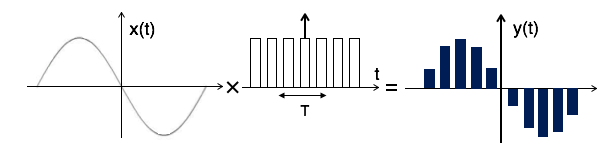 x(t)
×
t
T
=
y(t)